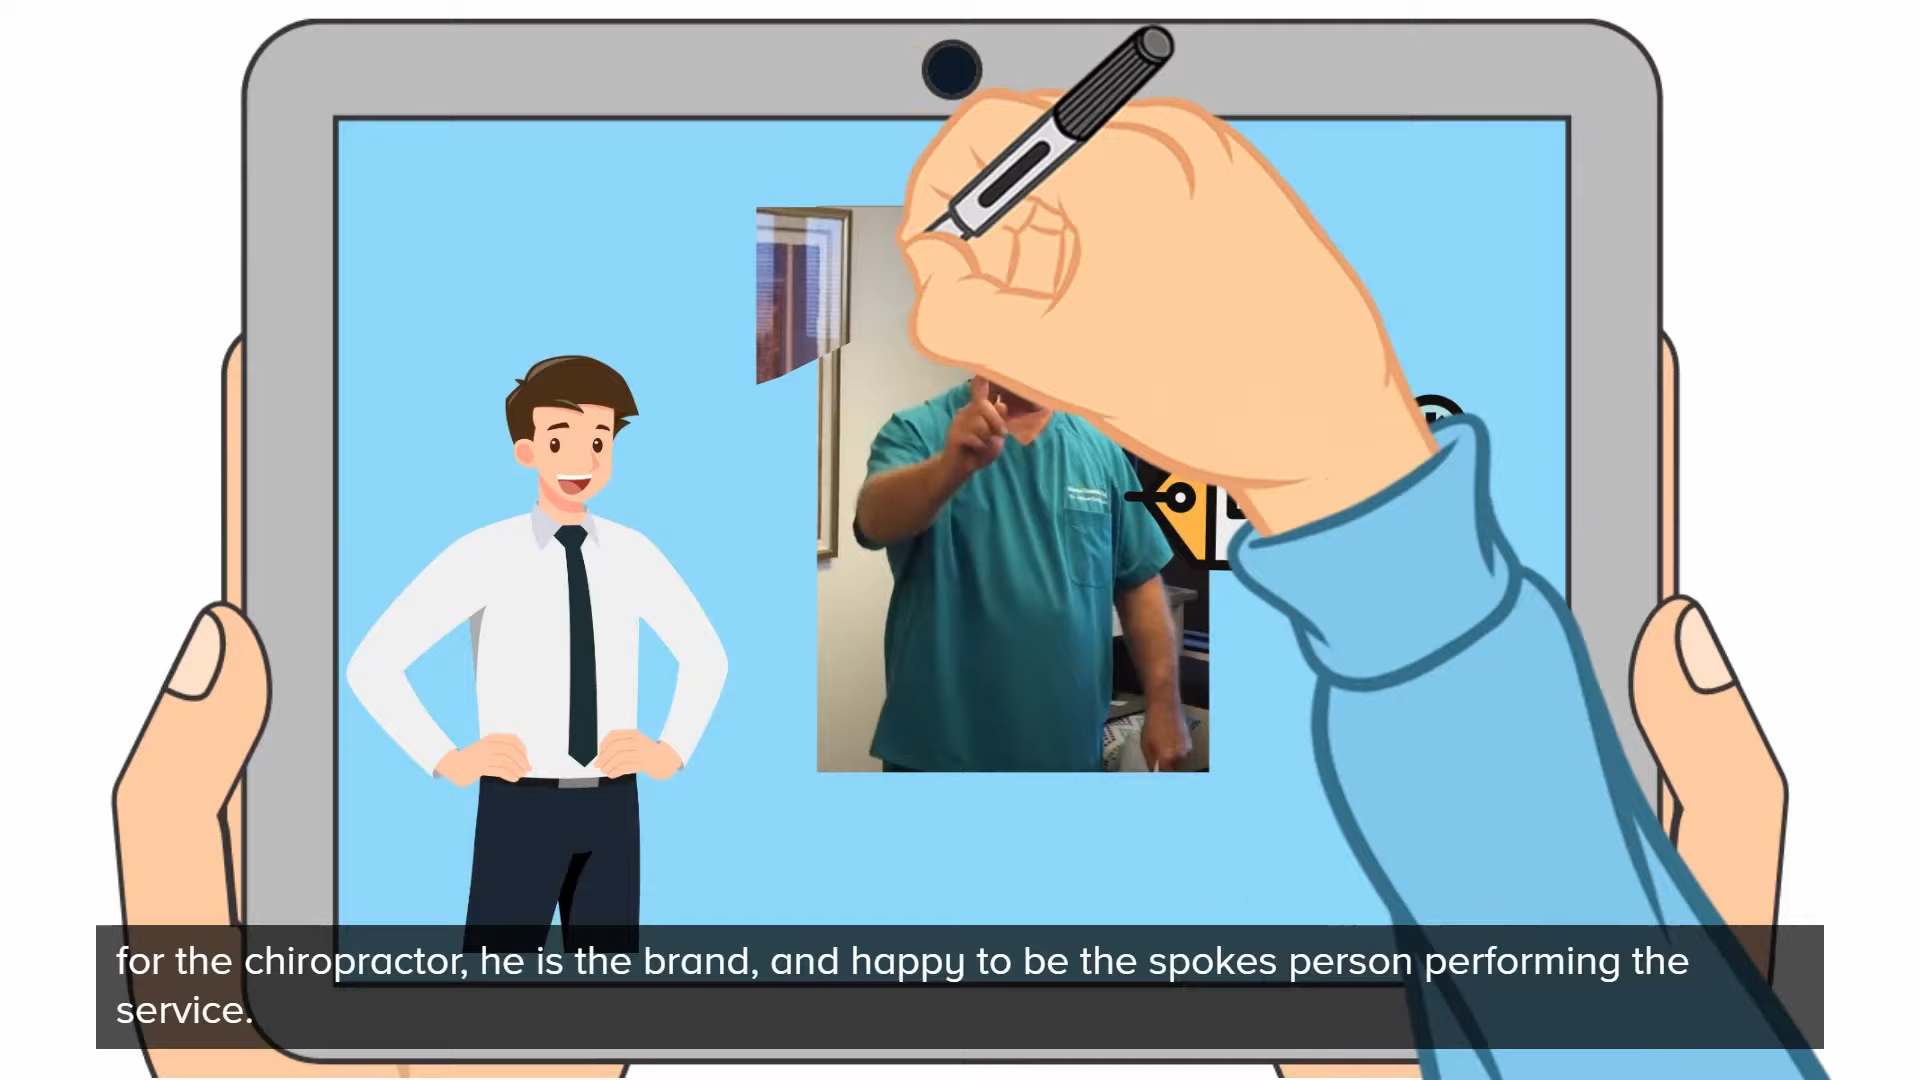 for the chiropractor, he is the brand, and happy to be the spokes person performing the
service.